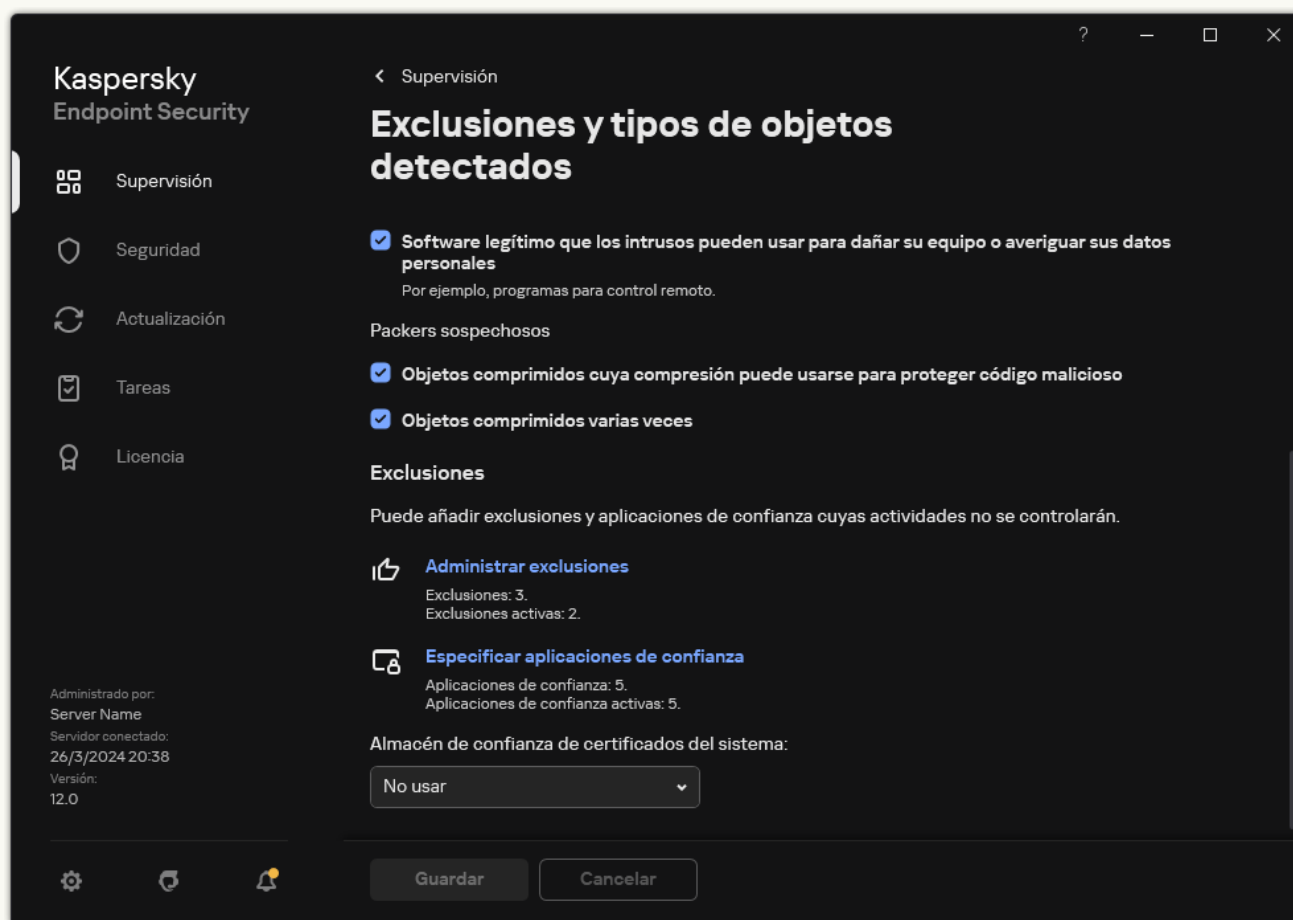 ?
Kaspersky
Endpoint Security
Supervisión
Seguridad
Actualización
Tareas
Licencia
Administrado por:
Server Name
Servidor conectado:
26/3/2024 20:38
Versión:
12.0
Supervisión
Exclusiones y tipos de objetos
detectados
Software legítimo que los intrusos pueden usar para dañar su equipo o averiguar sus datos
personales
Por ejemplo, programas para control remoto.
Packers sospechosos
Objetos comprimidos cuya compresión puede usarse para proteger código malicioso
Objetos comprimidos varias veces
Exclusiones
Puede añadir exclusiones y aplicaciones de confianza cuyas actividades no se controlarán.
Administrar exclusiones
Exclusiones: 3.
Exclusiones activas: 2.
Especificar aplicaciones de confianza
Aplicaciones de confianza: 5.
Aplicaciones de confianza activas: 5.
Almacén de confianza de certificados del sistema:
No usar
Guardar
Cancelar